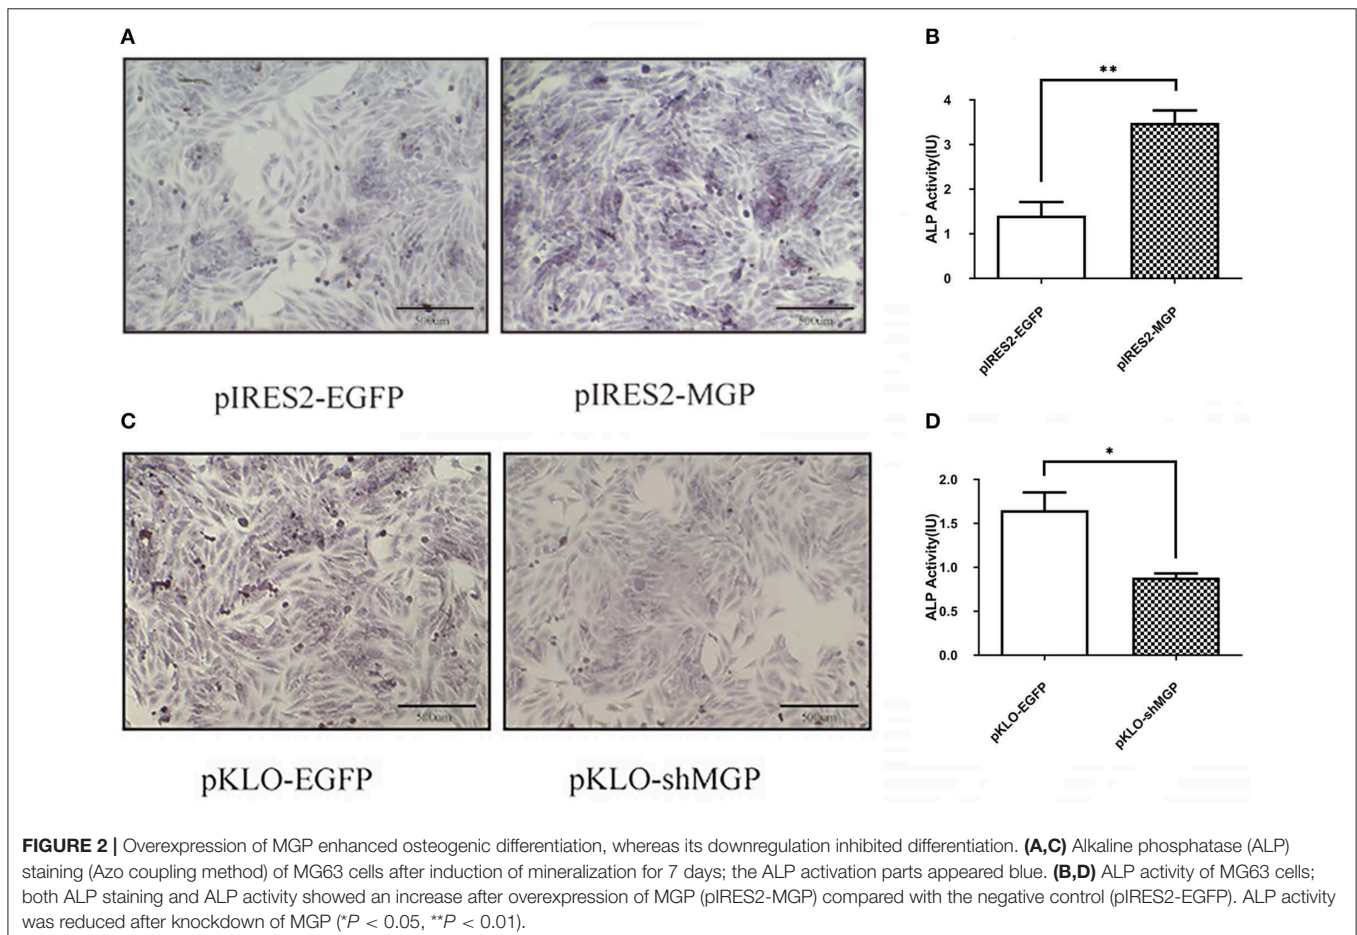 A
B
**
4
3
2
1
0
ALP Activity(IU)
pIRES2-EGFP
pIRES2-MGP
500um
500um
pIRES2-EGFP
pIRES2-MGP
C
D
*
2.0
1.5
1.0
0.5
0.0
ALP Activity(IU)
pKLO-EGFP
pKLO-shMGP
500um
500um
pKLO-EGFP
pKLO-shMGP
FIGURE 2 | Overexpression of MGP enhanced osteogenic differentiation, whereas its downregulation inhibited differentiation. (A,C) Alkaline phosphatase (ALP)
staining (Azo coupling method) of MG63 cells after induction of mineralization for 7 days; the ALP activation parts appeared blue. (B,D) ALP activity of MG63 cells;
both ALP staining and ALP activity showed an increase after overexpression of MGP (pIRES2-MGP) compared with the negative control (pIRES2-EGFP). ALP activity
was reduced after knockdown of MGP (*P < 0.05, **P < 0.01).